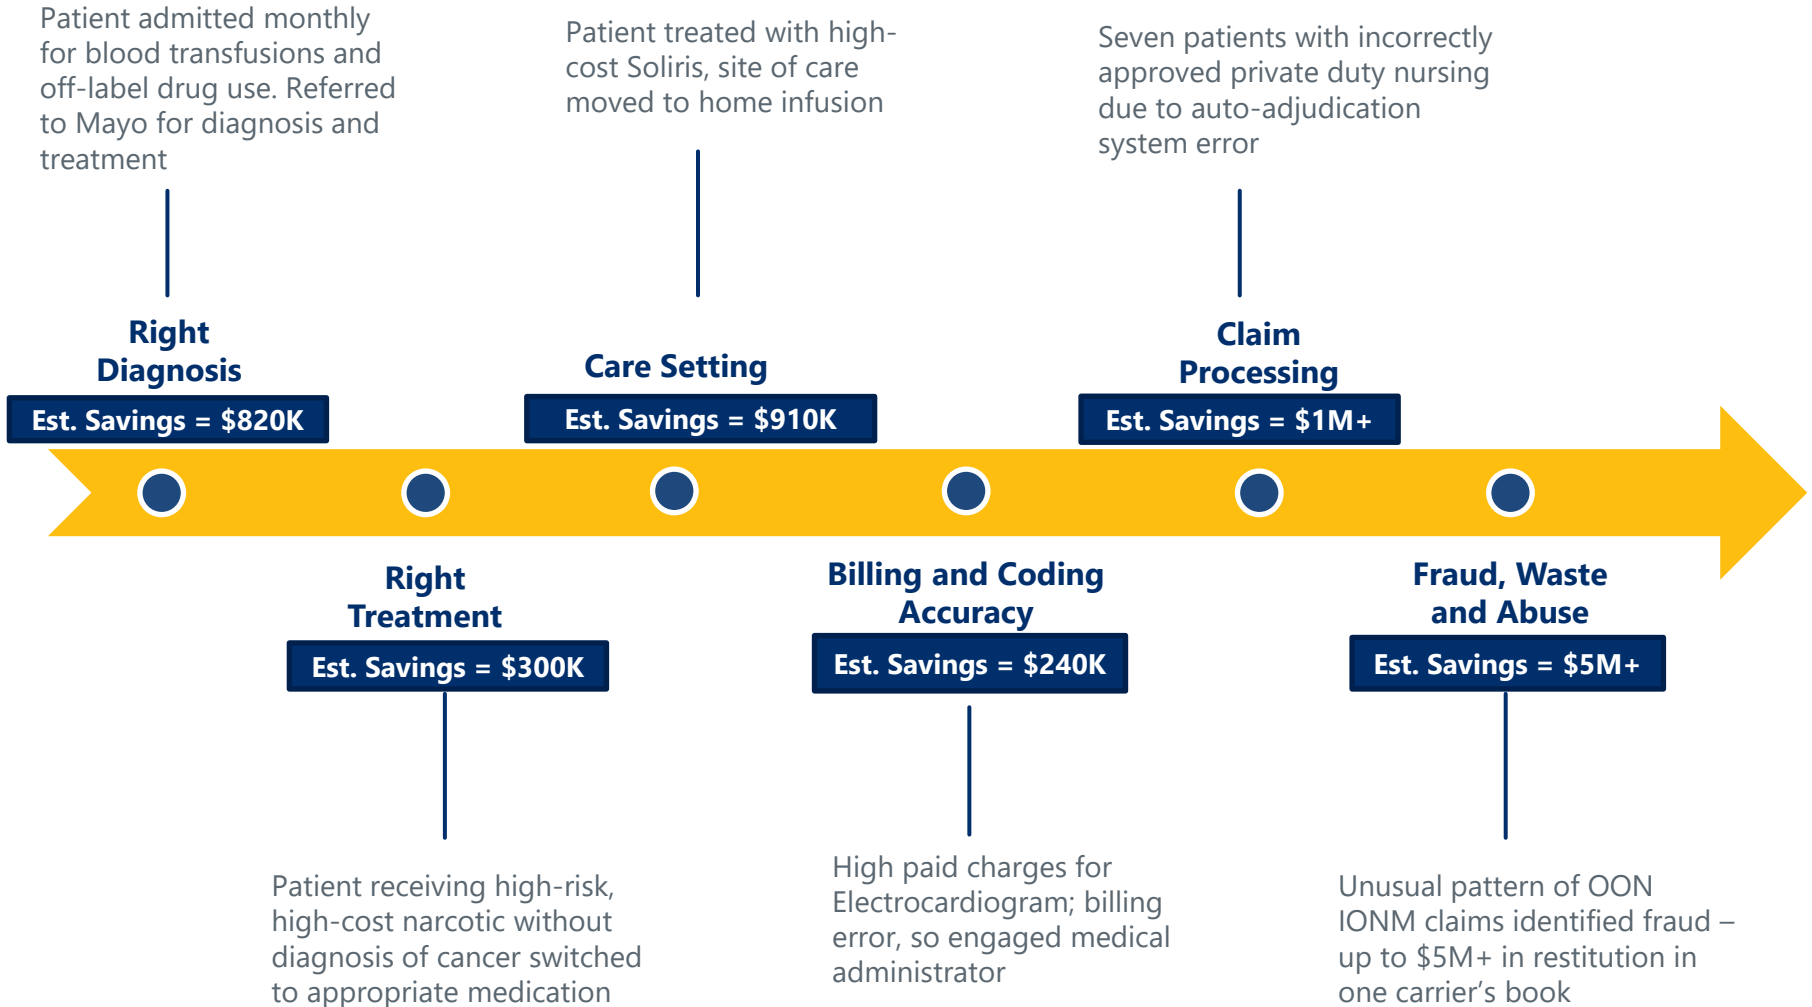 Patient admitted monthly
for blood transfusions and
off-label drug use. Referred
to Mayo for diagnosis and
treatment
Right
Diagnosis
Est. Savings = $820K
Patient treated with high-
cost Soliris, site of care
moved to home infusion
Care Setting
Est. Savings = $910K
Seven patients with incorrectly
approved private duty nursing
due to auto-adjudication
system error
Claim
Processing
Est. Savings = $1M+
Right
Treatment
Est. Savings = $300K
Patient receiving high-risk,
high-cost narcotic without
diagnosis of cancer switched
to appropriate medication
Billing and Coding
Accuracy
Est. Savings = $240K
High paid charges for
Electrocardiogram; billing
error, so engaged medical
administrator
Fraud, Waste
and Abuse
Est. Savings = $5M+
Unusual pattern of OON
IONM claims identified fraud –
up to $5M+ in restitution in
one carrier’s book